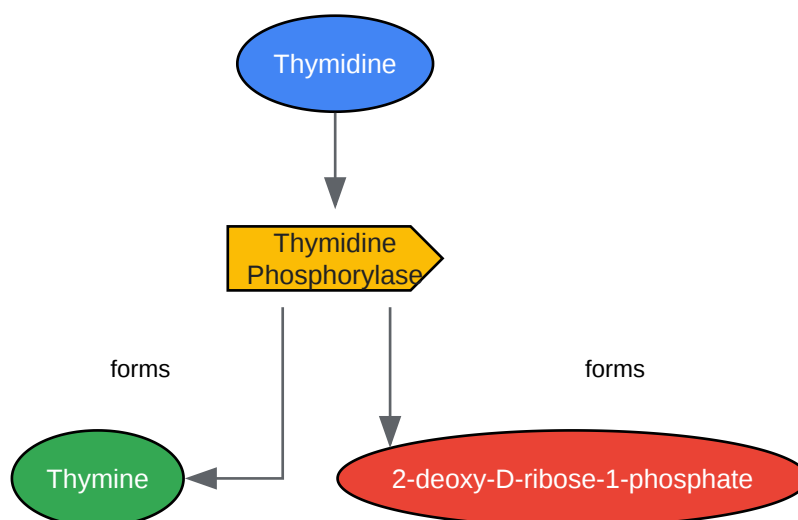 Thymidine
Thymidine
Phosphorylase
forms
forms
Thymine
2-deoxy-D-ribose-1-phosphate